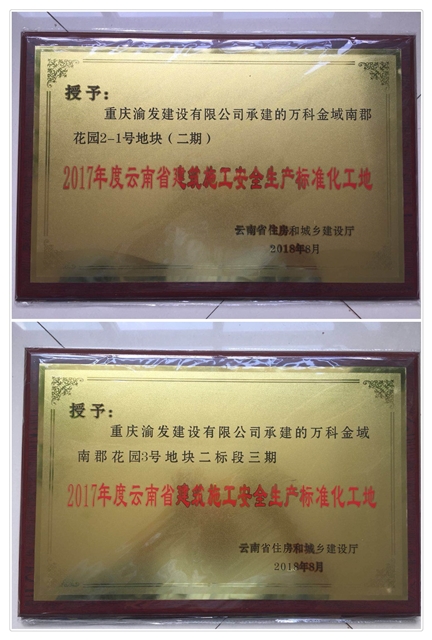 授予：
重庆渝发建设有限公司承建的万科金域南郡
花园2-1号地块（二期）
2017年度云南省建筑施工安全生产标准化工地
云南省住房和城乡建设厅
2018年8月
授予：
重庆渝发建设有限公司承建的万科金域
南郡花园3号地块二标段三期
2017年度云南省建筑施工安全生产标准化工地
云南省住房和城乡建设厅
2018年8月